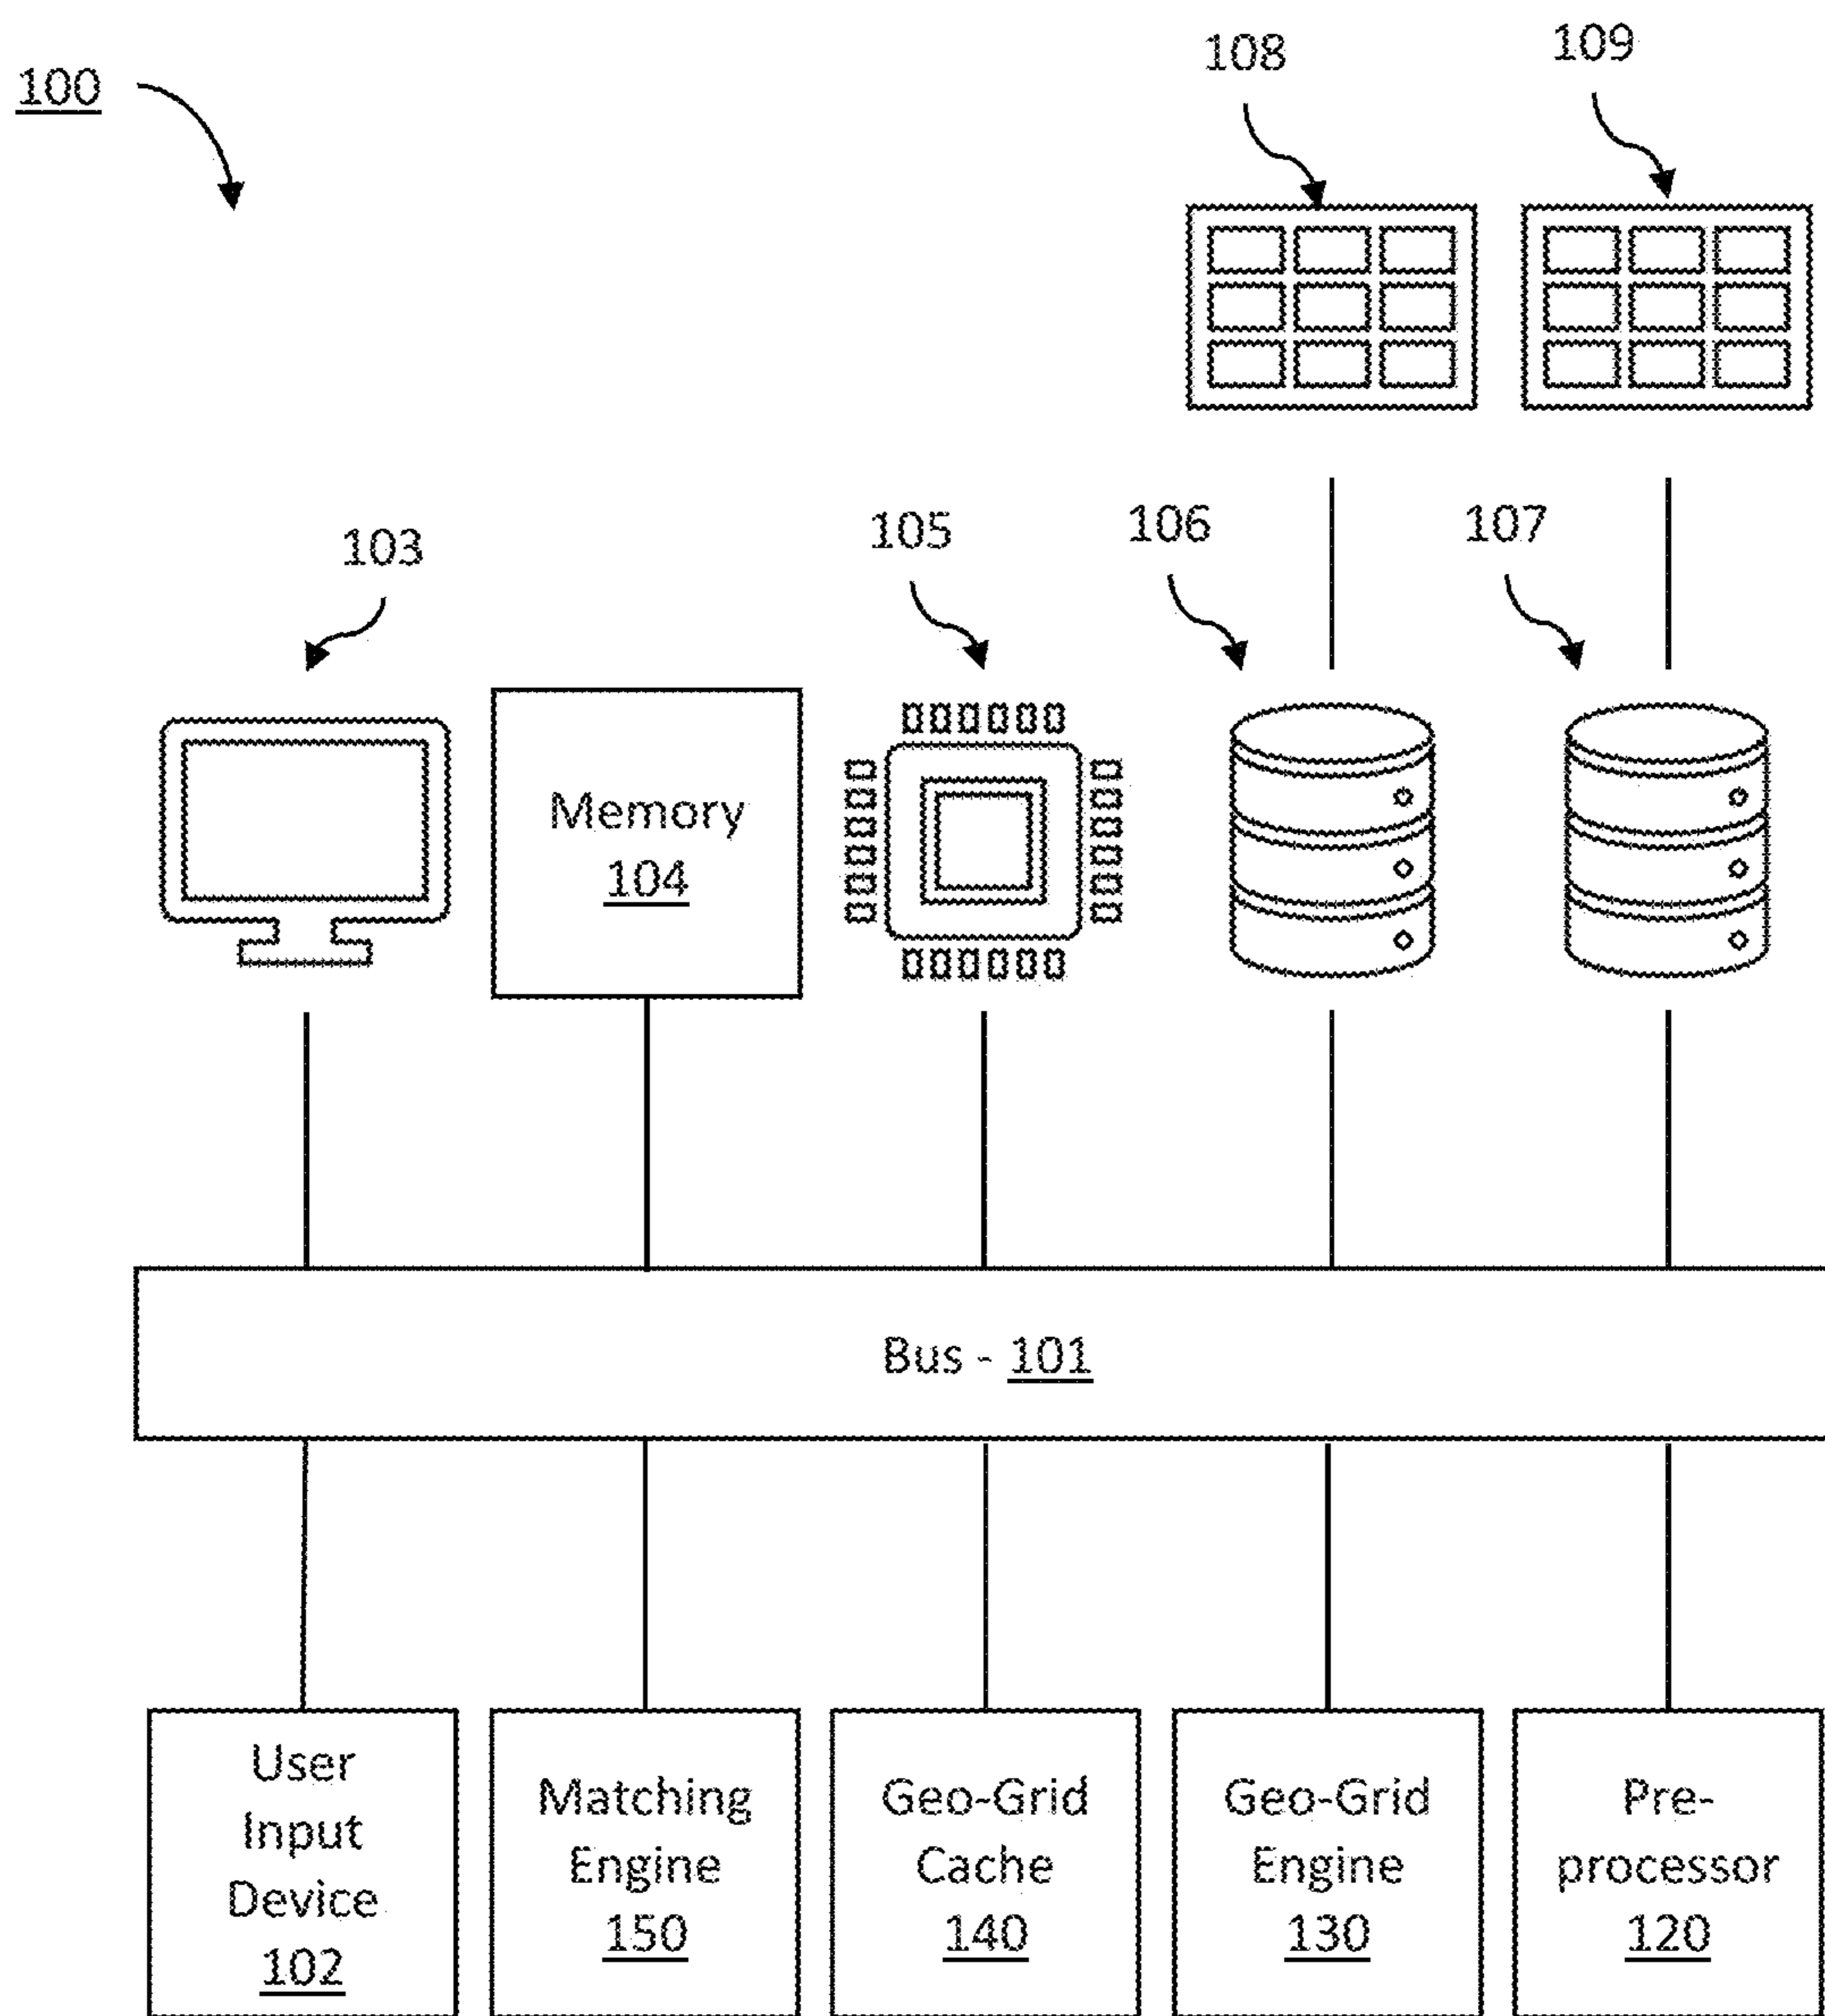 100
108
109
103
105
106
107
Memory
104
Bus - 101
User
Input
Device
102
Matching
Engine
150
Geo-Grid
Cache
140
Geo-Grid
Engine
130
Pre-
processor
120